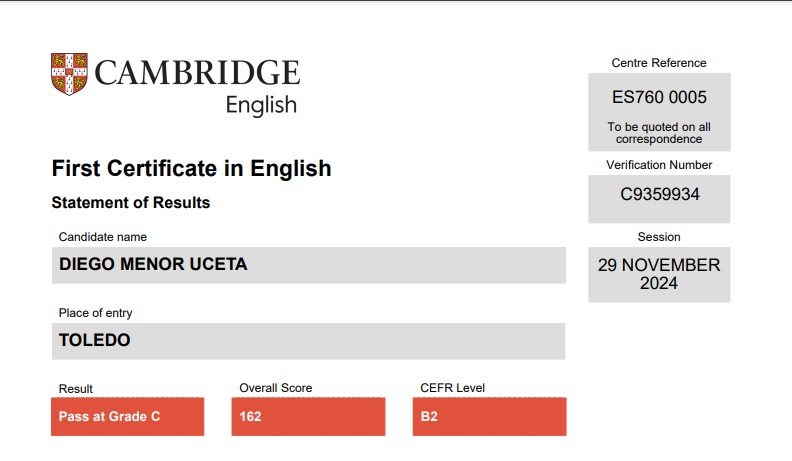 CAMBRIDGE
English
First Certificate in English
Statement of Results
Candidate name
DIEGO MENOR UCETA
Place of entry
TOLEDO
Result
Pass at Grade C
Overall Score
162
CEFR Level
B2
Centre Reference
ES760 0005
To be quoted on all
correspondence
Verification Number
C9359934
Session
29 NOVEMBER
2024